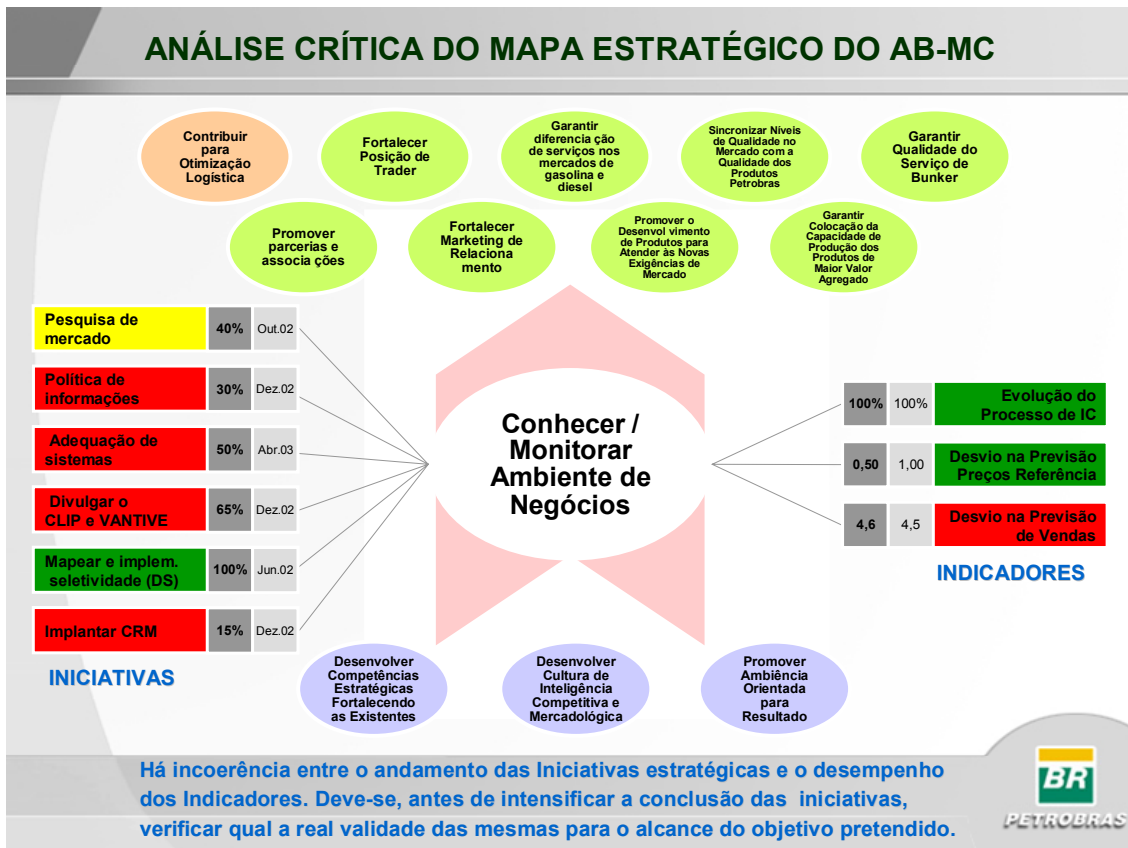 ANÁLISE CRÍTICA DO MAPA ESTRATÉGICO DO AB-MC
Contribuir
para
Otimização
Logística
Fortalecer
Posição de
Trader
Garantir
diferencia ção
de serviços nos
mercados de
gasolina e
diesel
Sincronizar Níveis
de Qualidade no
Mercado com a
Qualidade dos
Produtos
Petrobras
Garantir
Qualidade do
Serviço de
Bunker
Promover
parcerias e
associa ções
Fortalecer
Marketing de
Relaciona
mento
Promover o
Desenvol vimento
de Produtos para
Atender às Novas
Exigências de
Mercado
Garantir
Colocação da
Capacidade de
Produção dos
Produtos de
Maior Valor
Agregado
Pesquisa de
mercado
40% Out.02
Política de
informações
30% Dez.02
Adequação de
sistemas
50% Abr.03
Divulgar o
CLIP e VANTIVE
65% Dez.02
Mapear e implem.
seletividade (DS)
100% Jun.02
Implantar CRM 15% Dez.02
INICIATIVAS
Conhecer /
Monitorar
Ambiente de
Negócios
100% 100%
Evolução do
Processo de IC
0,50 1,00
Desvio na Previsão
Preços Referência
4,6 4,5
Desvio na Previsão
de Vendas
INDICADORES
Desenvolver
Competências
Estratégicas
Fortalecendo
as Existentes
Desenvolver
Cultura de
Inteligência
Competitiva e
Mercadológica
Promover
Ambiência
Orientada
para
Resultado
Há incoerência entre o andamento das Iniciativas estratégicas e o desempenho
dos Indicadores. Deve-se, antes de intensificar a conclusão das iniciativas,
verificar qual a real validade das mesmas para o alcance do objetivo pretendido.
BR
PETROBRAS